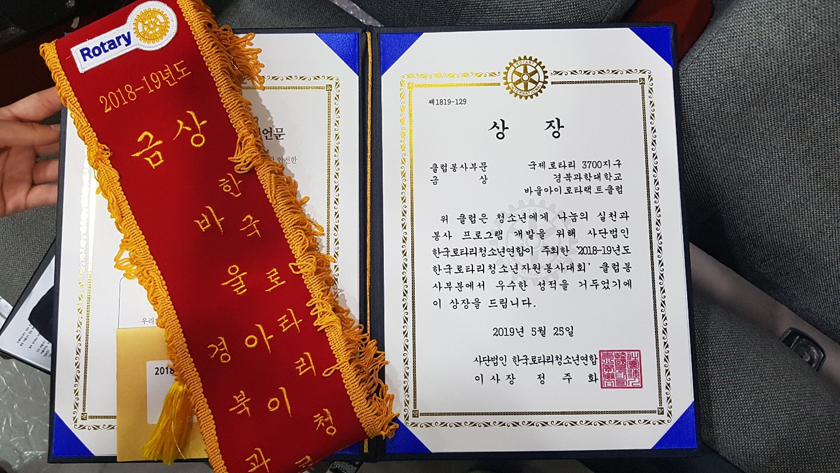 Rotary
2018-19년도
금상
한국로타리청
바울아이로
경북과
언문
우리
2018
제1819-129
상 장
클럽봉사부문 국제로타리 3700지구
금 상 경북과학대학교
바울아이로타랙트클럽
위 클럽은 청소년에게 나눔의 실천과
봉사 프로그램 개발을 위해 사단법인
한국로타리청소년연합이 주최한 '2018-19년도
한국로타리청소년자원봉사대회' 클럽봉
사부문에서 우수한 성적을 거두었기에
이 상장을 드립니다.
2019년 5월 25일
사단법인 한국로타리청소년연합
이사장 정주화